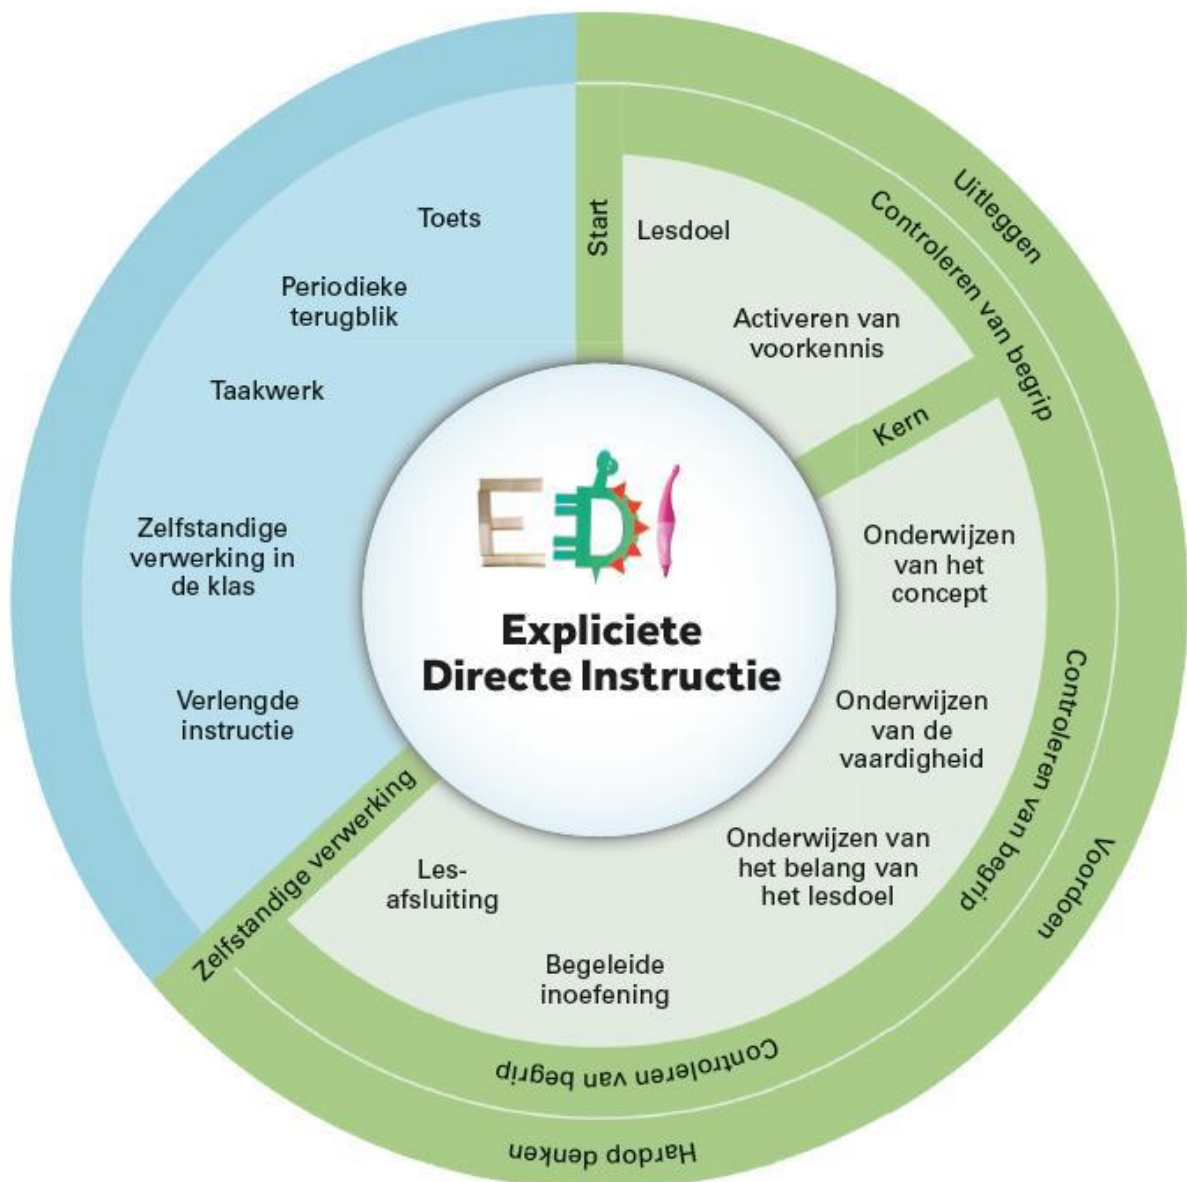 Start
Lesdoel
Activeren van
voorkennis
Kern
Onderwijzen
van het
concept
Onderwijzen
van de
vaardigheid
Onderwijzen van
het belang van
het lesdoel
Begeleide
inoefening
Les-
afsluiting
Zelfstandige verwerking
Verlengde
instructie
Zelfstandige
verwerking in
de klas
Taakwerk
Periodieke
terugblik
Toets
Controleren van begrip
Controleren van begrip
Controleren van begrip
Uitleggen
Voordoen
Hardop denken
EDI
Expliciete
Directe Instructie